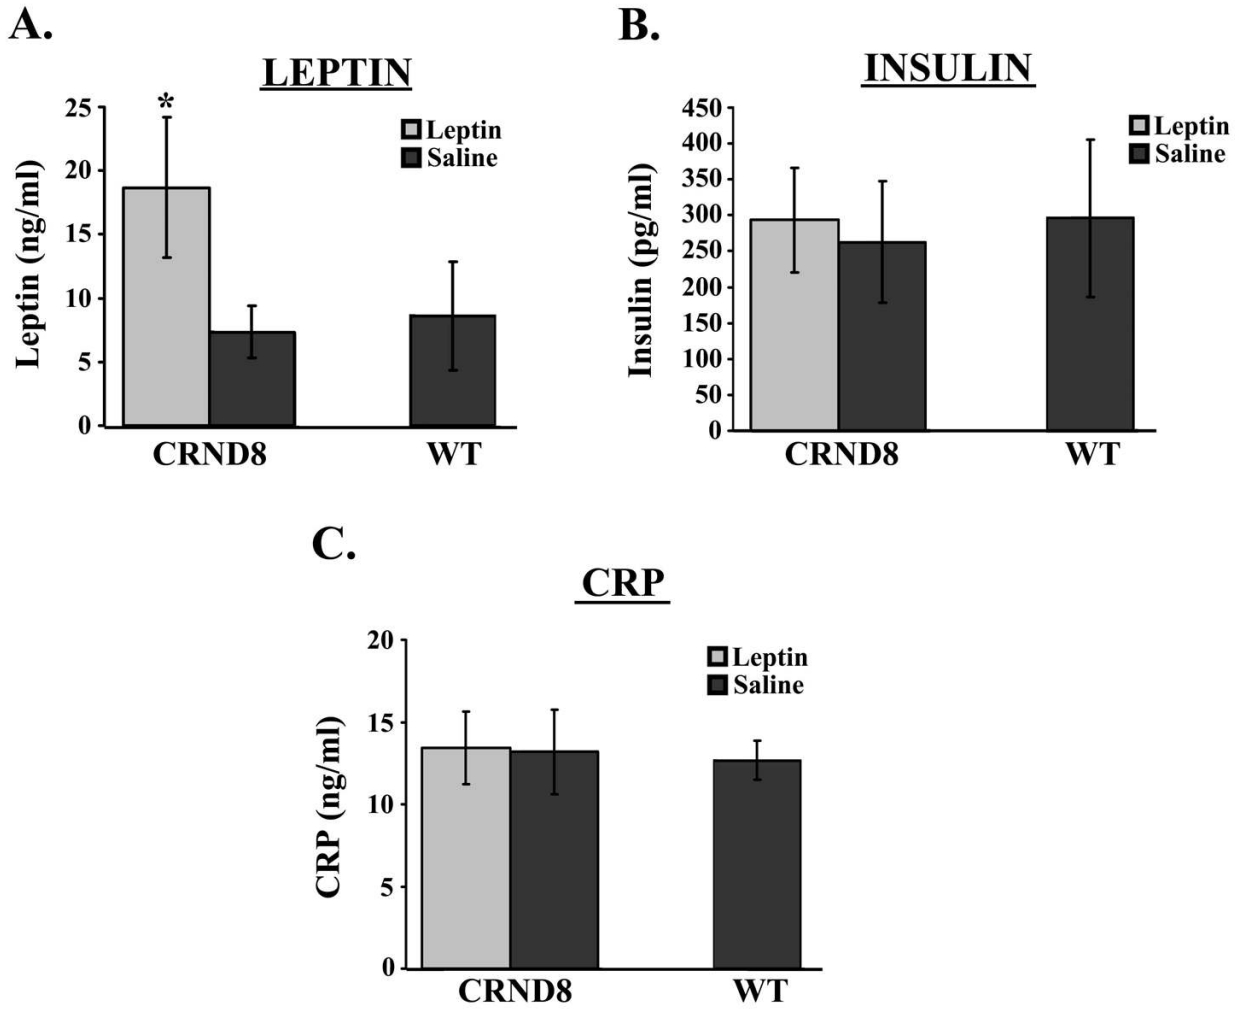 A.
LEPTIN
Leptin (ng/ml)
25
20
15
10
5
0
*
Leptin
Saline
CRND8
WT
B.
INSULIN
Insulin (pg/ml)
450
400
350
300
250
200
150
100
50
0
Leptin
Saline
CRND8
WT
C.
CRP
CRP (ng/ml)
20
15
10
5
0
Leptin
Saline
CRND8
WT